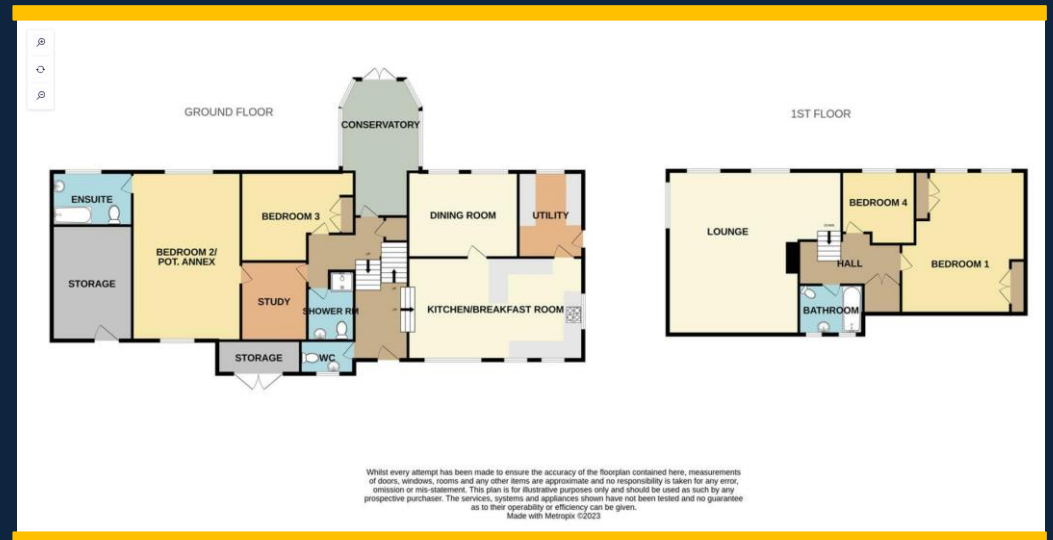 GROUND FLOOR
1ST FLOOR
CONSERVATORY
ENSUITE
BEDROOM 3
DINING ROOM
UTILITY
BEDROOM 2/
POT. ANNEX
STORAGE
STUDY
SHOWER RM
KITCHEN/BREAKFAST ROOM
STORAGE
WC
LOUNGE
BEDROOM 4
DOWN
HALL
BEDROOM 1
BATHROOM
Whilst every attempt has been made to ensure the accuracy of the floorplan contained here, measurements
of doors, windows, rooms and any other items are approximate and no responsibility is taken for any error,
omission or mis-statement. This plan is for illustrative purposes only and should be used as such by any
prospective purchaser. The services, systems and appliances shown have not been tested and no guarantee
as to their operability or efficiency can be given.
Made with Metropix ©2023